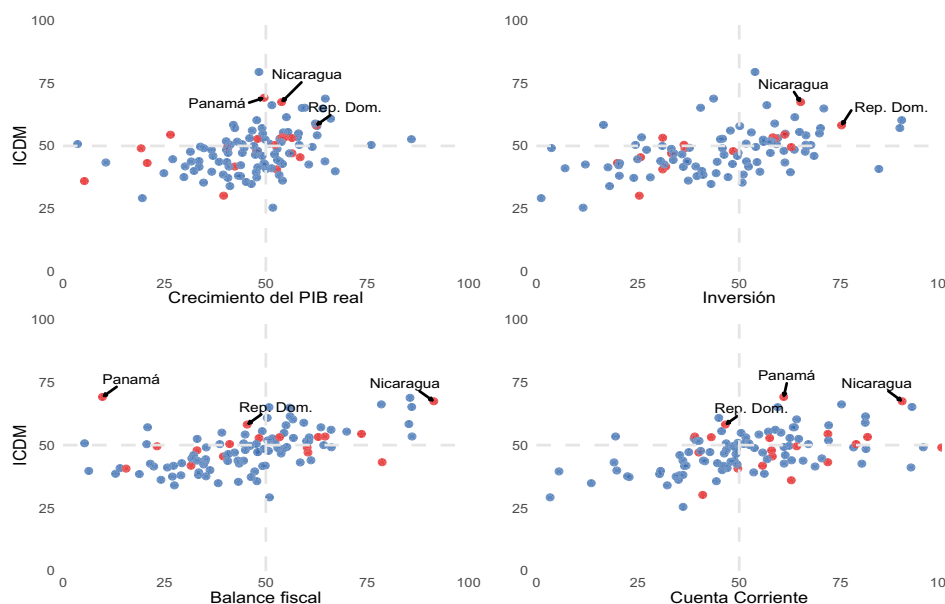 100
75
50
25
0
ICDM
Nicaragua
Panamá
Rep. Dom.
0 25 50 75 100
Crecimiento del PIB real
100
75
50
25
0
Nicaragua
Rep. Dom.
0 25 50 75 100
Inversión
100
75
50
25
0
ICDM
Panamá
Nicaragua
Rep. Dom.
0 25 50 75 100
Balance fiscal
100
75
50
25
0
Panamá
Nicaragua
Rep. Dom.
0 25 50 75 100
Cuenta Corriente